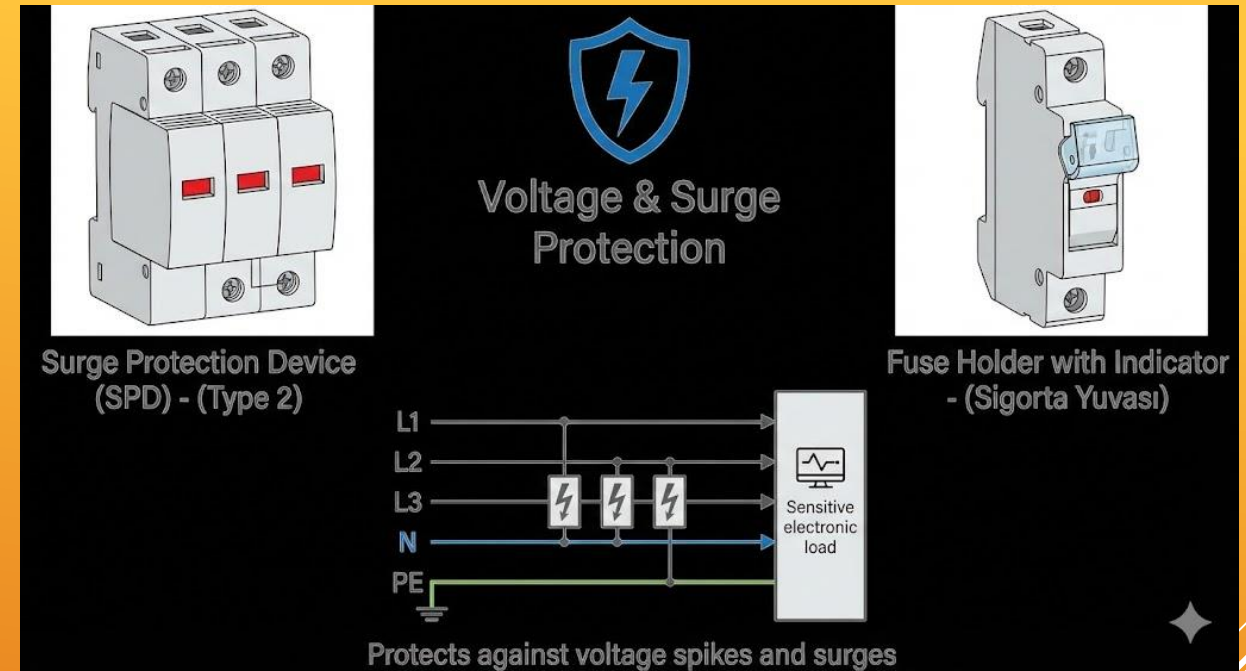 Voltage & Surge
Protection
Surge Protection Device
(SPD) - (Type 2)
Fuse Holder with Indicator
- (Sigorta Yuvası)
L1
L2
L3
N
PE
Sensitive
electronic
load
Protects against voltage spikes and surges